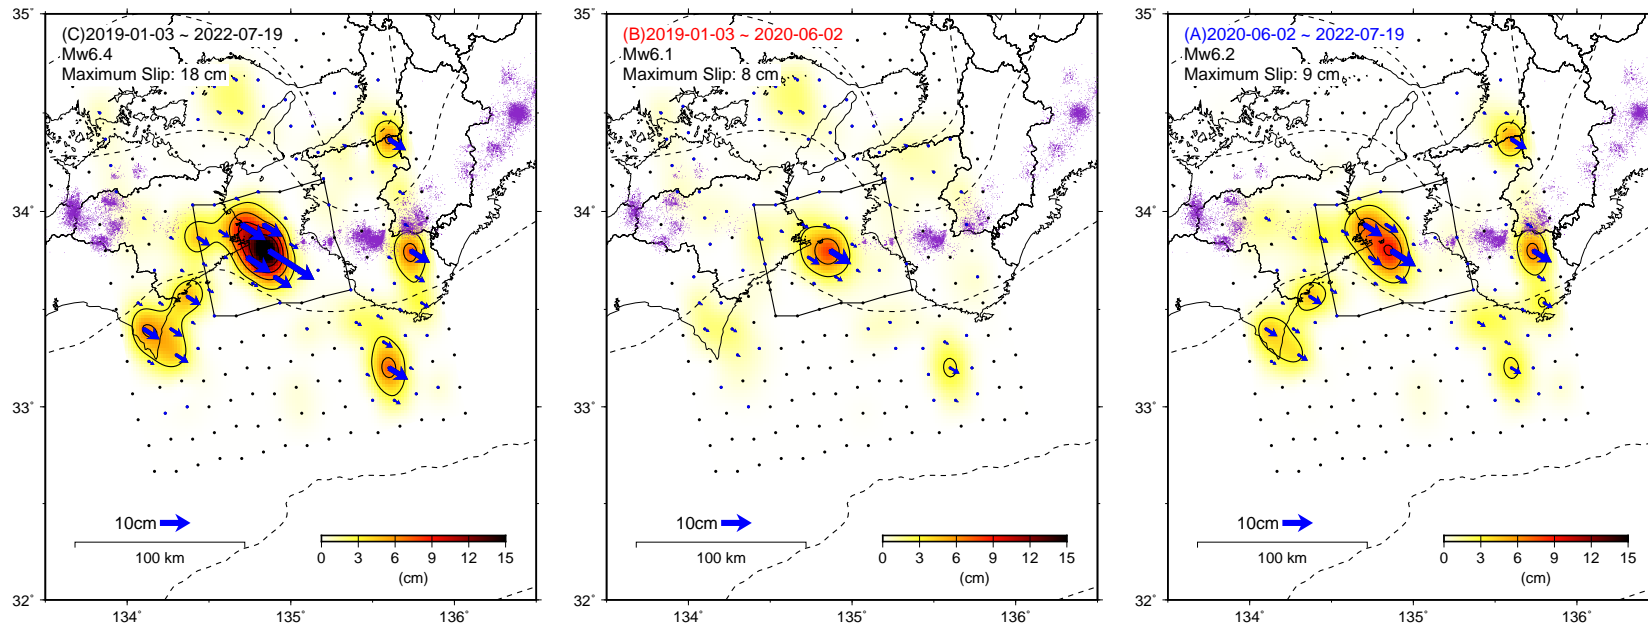 (C)2019-01-03 ~ 2022-07-19
Mw6.4
Maximum Slip: 18 cm
35°
34°
33°
32°
134
135
136
10cm
100 km
0 3 6 9 12 15
(cm)
(B)2019-01-03 ~ 2020-06-02
Mw6.1
Maximum Slip: 8 cm
35°
34°
33°
32°
134
135
136
10cm
100 km
0 3 6 9 12 15
(cm)
(A)2020-06-02 ~ 2022-07-19
Mw6.2
Maximum Slip: 9 cm
35°
34°
33°
32°
134
135
136
10cm
100 km
0 3 6 9 12 15
(cm)